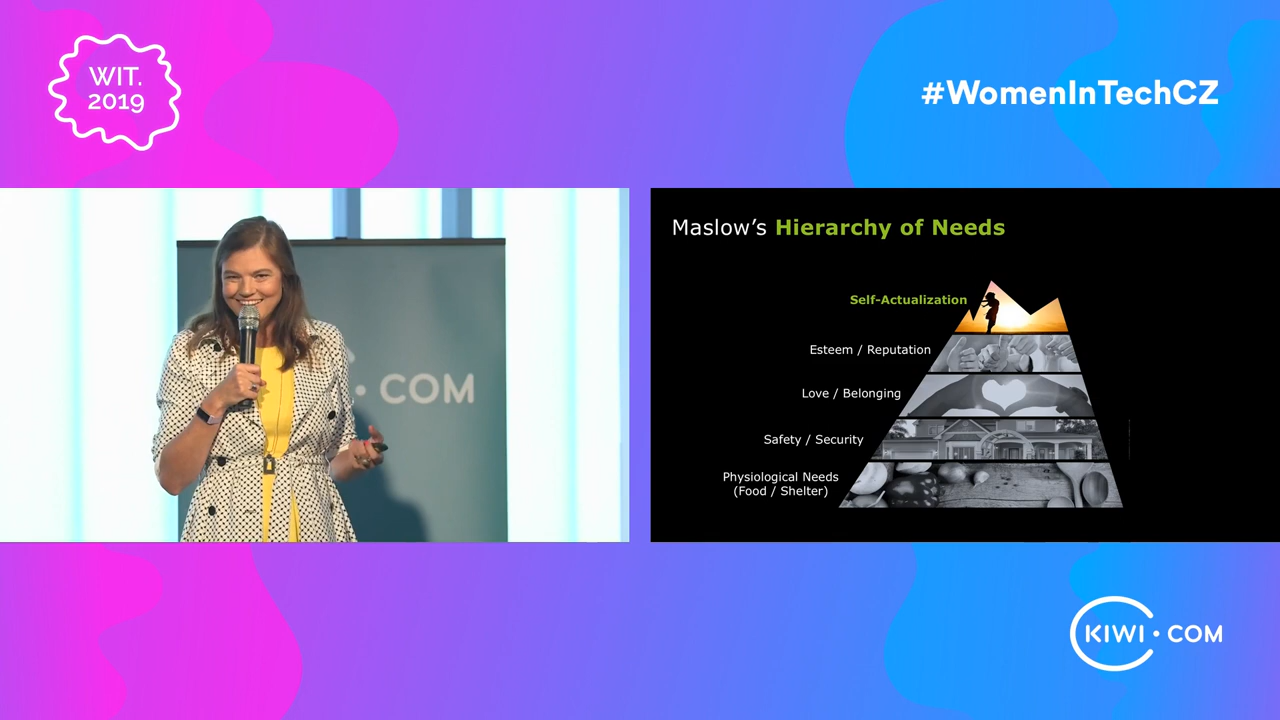 WIT.
2019
#WomenInTechCZ
· COM
Maslow's Hierarchy of Needs
Self-Actualization
Esteem / Reputation
Love / Belonging
Safety / Security
Physiological Needs
(Food / Shelter)
KIWI · COM